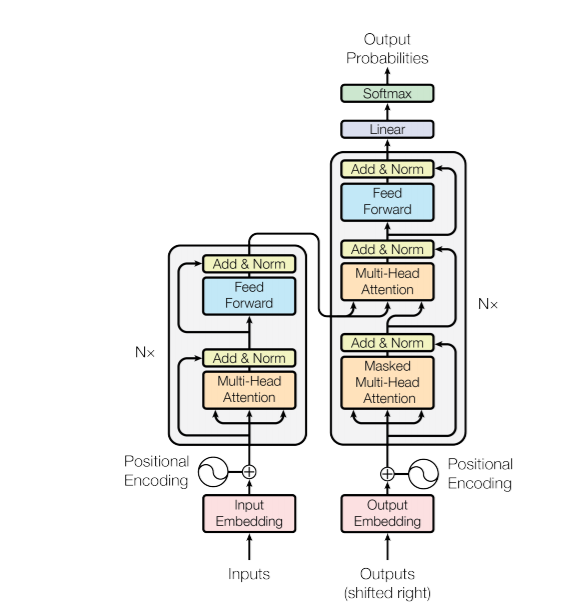 Output
Probabilities
Softmax
Linear
Add & Norm
Feed
Forward
Add & Norm
Multi-Head
Attention
Add & Norm
Masked
Multi-Head
Attention
Nx
Add & Norm
Feed
Forward
Add & Norm
Multi-Head
Attention
Nx
Positional
Encoding
Positional
Encoding
Input
Embedding
Output
Embedding
Inputs
Outputs
(shifted right)